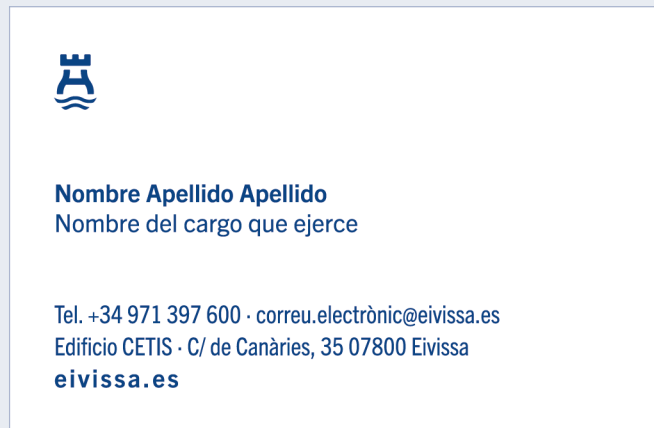 Nombre Apellido Apellido
Nombre del cargo que ejerce
Tel. +34 971 397 600 · correu.electrònic@eivissa.es
Edificio CETIS · C/ de Canàries, 35 07800 Eivissa
eivissa.es